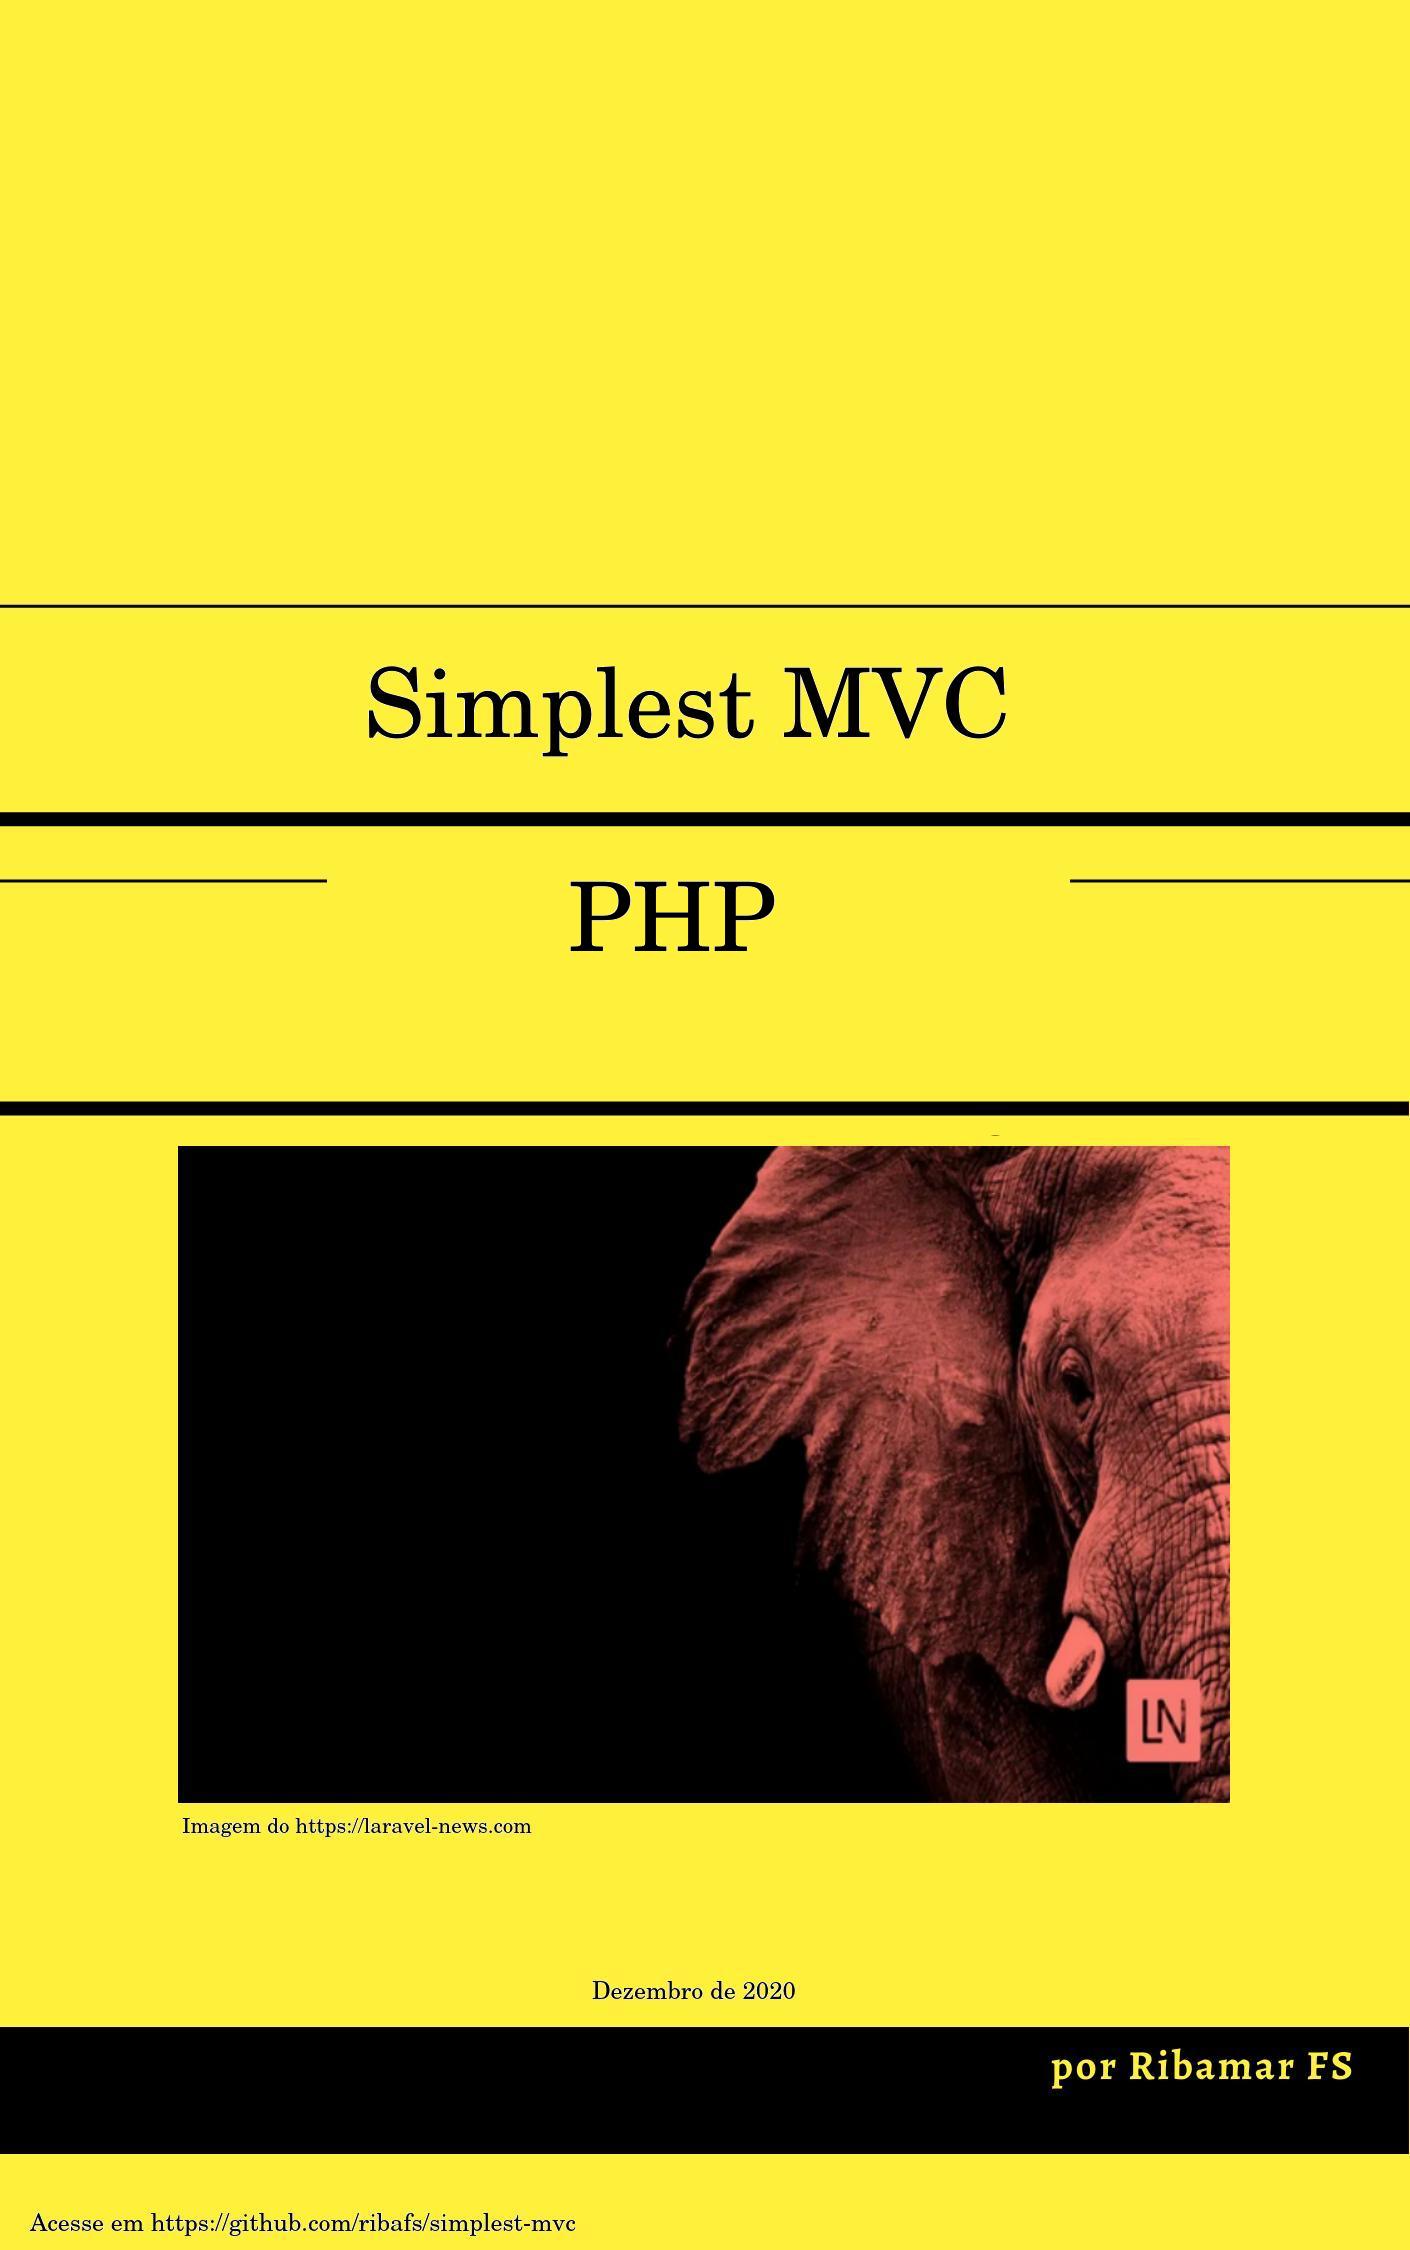 Simplest MVC
PHP
LN
Imagem do https://laravel-news.com
Dezembro de 2020
por Ribamar FS
Acesse em https://github.com/ribafs/simplest-mvc